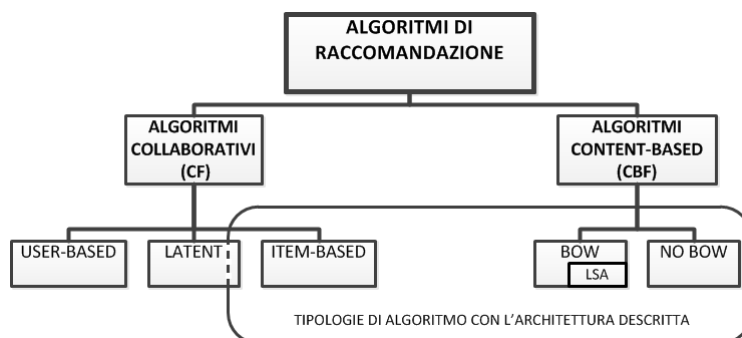 ALGORITMI DI
RACCOMANDAZIONE
ALGORITMI
COLLABORATIVI
(CF)
ALGORITMI
CONTENT-BASED
(CBF)
USER-BASED
LATENT
ITEM-BASED
BOW
LSA
NO BOW
TIPOLOGIE DI ALGORITMO CON L'ARCHITETTURA DESCRITTA